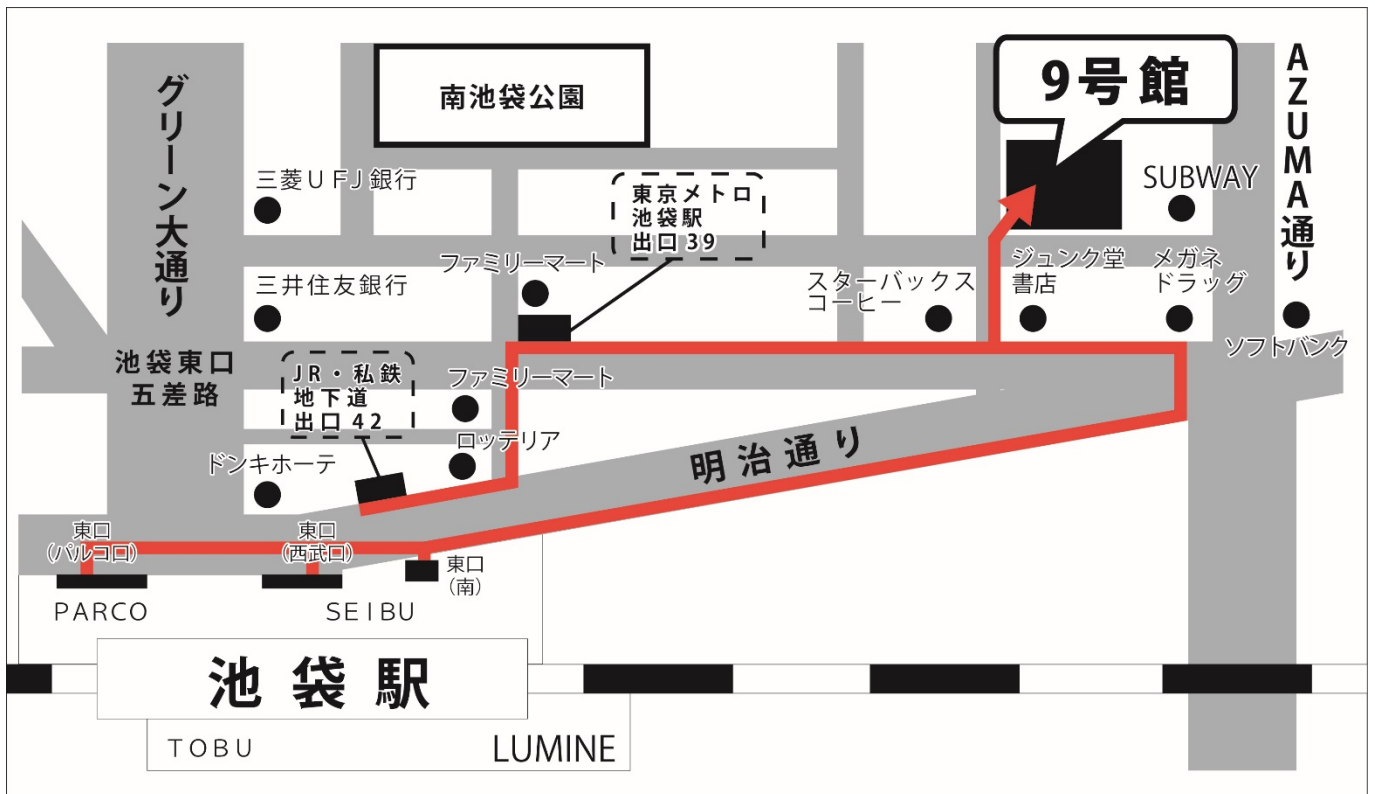 グリーン大通り
南池袋公園
9号館
AZUMA通り
三菱UFJ銀行
東京メトロ
池袋駅
出口39
SUBWAY
ファミリーマート
三井住友銀行
スターバックス
コーヒー
ジュンク堂
書店
メガネ
ドラッグ
ソフトバンク
池袋東口
五差路
JR・私鉄
地下道
出口42
ファミリーマート
ロッテリア
ドンキホーテ
明治通り
東口
(パルコ口)
東口
(西武口)
東口
(南)
PARCO
SEIBU
池袋駅
TOBU
LUMINE